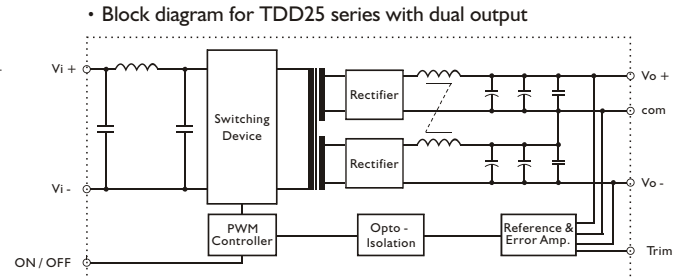 • Block diagram for TDD25 series with dual output
Vi +
Vi -
ON / OFF
Switching
Device
PWM
Controller
Rectifier
Rectifier
Opto -
Isolation
Reference &
Error Amp.
Vo +
com
Vo -
Trim